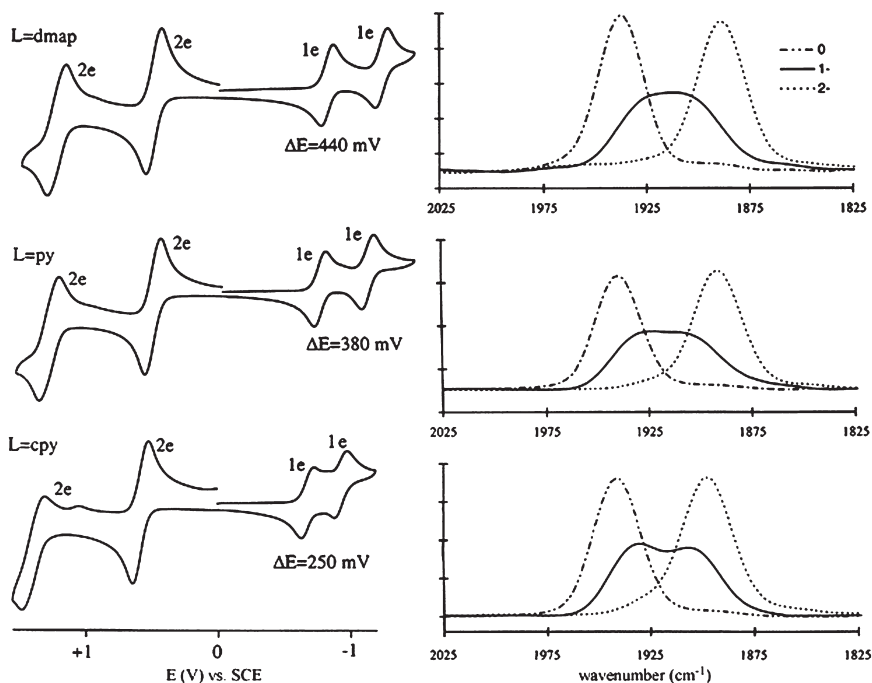 L=dmap
2e
2e
1e
1e
ΔE=440 mV
0
1-
2-
2025 1975 1925 1875 1825
L=py
2e
2e
1e
1e
ΔE=380 mV
2025 1975 1925 1875 1825
L=cpy
2e
2e
1e
1e
ΔE=250 mV
+1 0 -1
E (V) vs. SCE
2025 1975 1925 1875 1825
wavenumber (cm⁻¹)